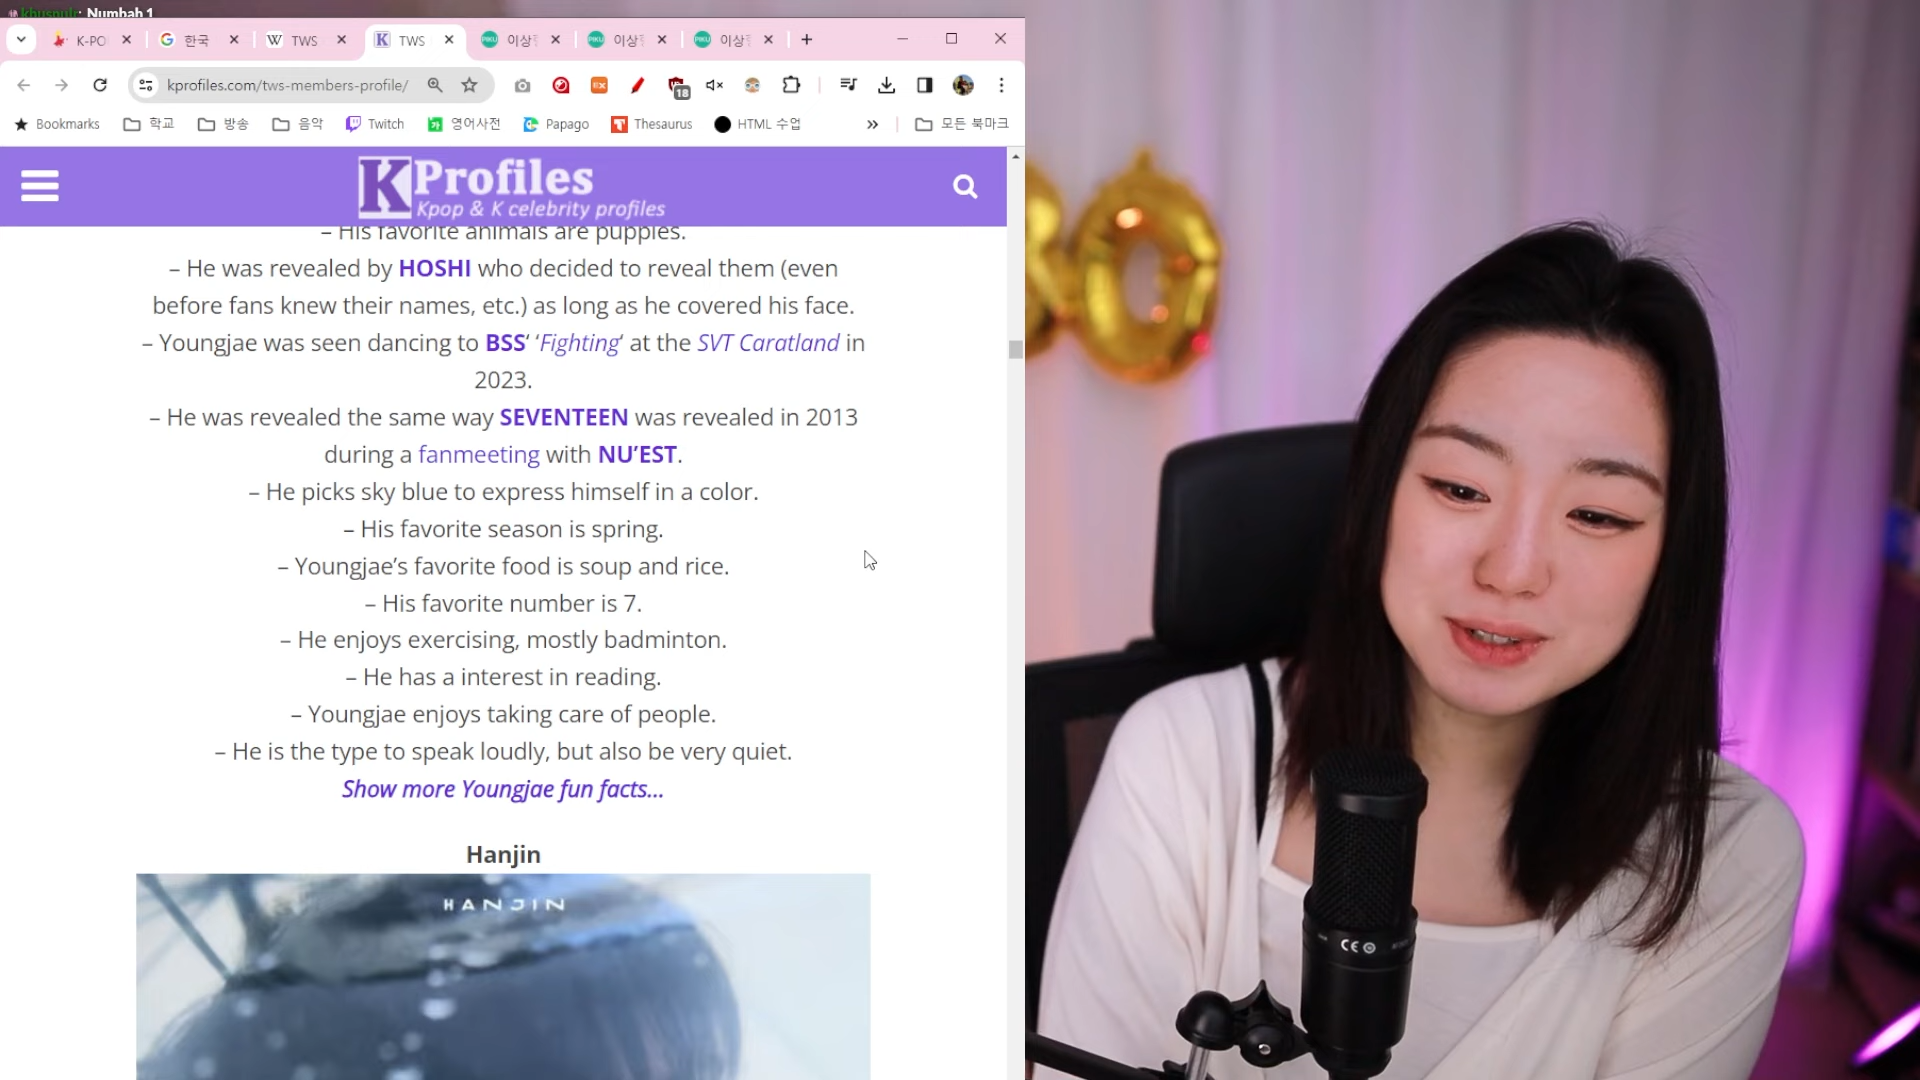 khuspulr: Numbah 1
K-PO
한국
TWS
TWS
이상
이상
이상
kprofiles.com/tws-members-profile/
18
Bookmarks
학교
방송
음악
Twitch
영어사전
Papago
Thesaurus
HTML 수업
모든 북마크
KProfiles
Kpop & K celebrity profiles
– His favorite animals are puppies.
– He was revealed by HOSHI who decided to reveal them (even
before fans knew their names, etc.) as long as he covered his face.
– Youngjae was seen dancing to BSS‘ ‘Fighting‘ at the SVT Caratland in
2023.
– He was revealed the same way SEVENTEEN was revealed in 2013
during a fanmeeting with NU’EST.
– He picks sky blue to express himself in a color.
– His favorite season is spring.
– Youngjae’s favorite food is soup and rice.
– His favorite number is 7.
– He enjoys exercising, mostly badminton.
– He has a interest in reading.
– Youngjae enjoys taking care of people.
– He is the type to speak loudly, but also be very quiet.
Show more Youngjae fun facts…
Hanjin
HANJIN
CE